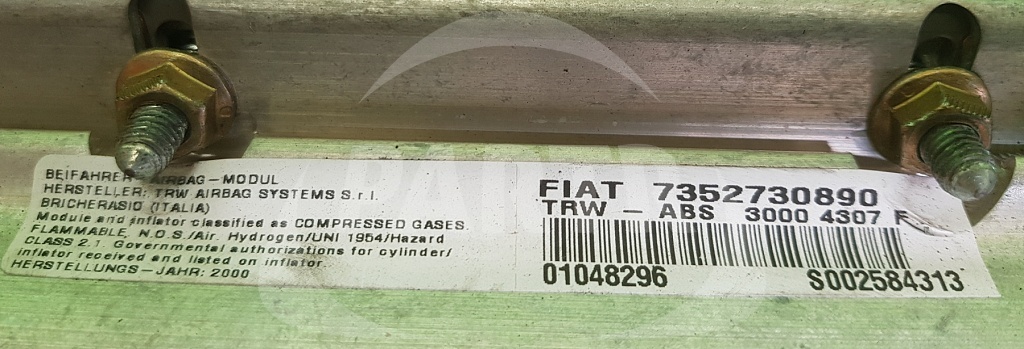 BEIFAHRER AIRBAG-MODUL
HERSTELLER: TRW AIRBAG SYSTEMS S.r.l.
BRICHERASIO (ITALIA)
Module and inflator classified as COMPRESSED GASES.
FLAMMABLE, N.O.S./Air. Hydrogen/UNI 1954/Hazard
CLASS 2.1. Governmental authorizations for cylinder/
inflator received and listed on inflator.
HERSTELLUNGS-JAHR: 2000
FIAT 7352730890
TRW - ABS 3000 4307 F
01048296 S002584313